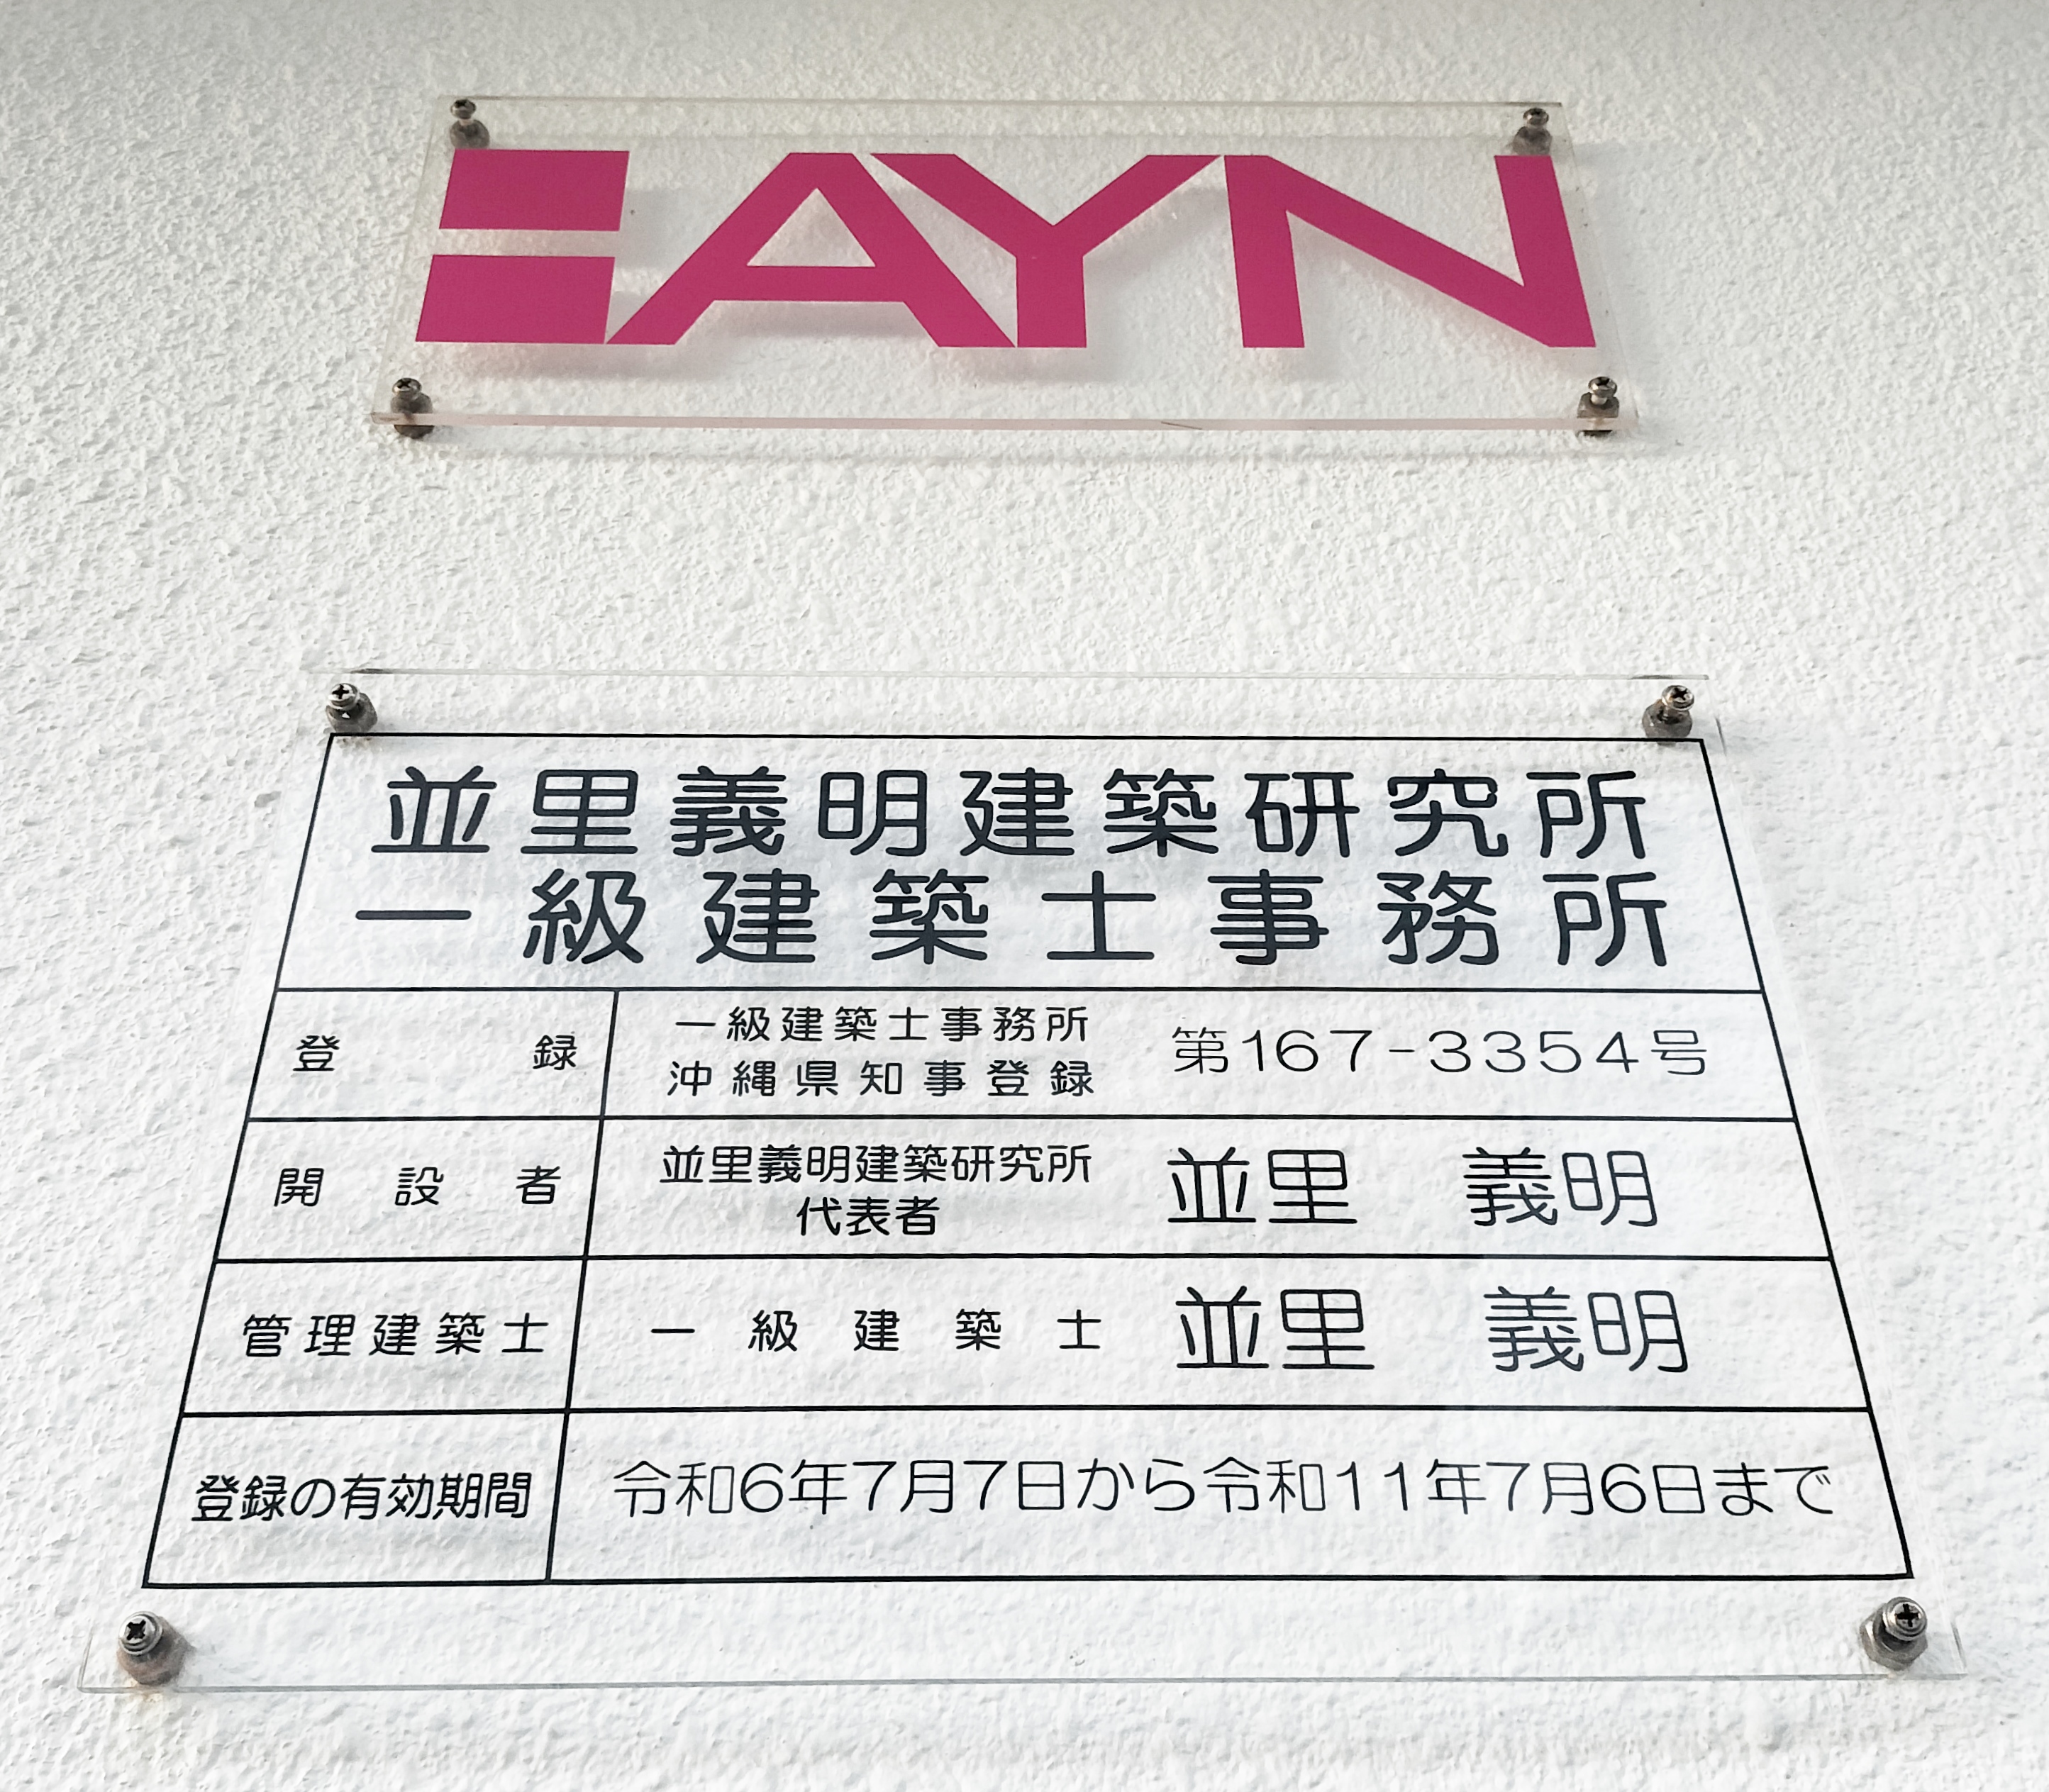 AYN
並里義明建築研究所
一級建築士事務所
登録 一級建築士事務所 第167-3354号
沖縄県知事登録
開設者 並里義明建築研究所 並里 義明
代表者
管理建築士 一級建築士 並里 義明
登録の有効期間 令和6年7月7日から令和11年7月6日まで